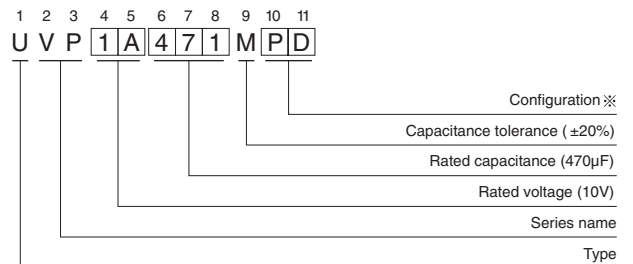 1 2 3 4 5 6 7 8 9 10 11
U V P 1 A 4 7 1 M P D
Configuration ※
Capacitance tolerance (±20%)
Rated capacitance (470µF)
Rated voltage (10V)
Series name
Type